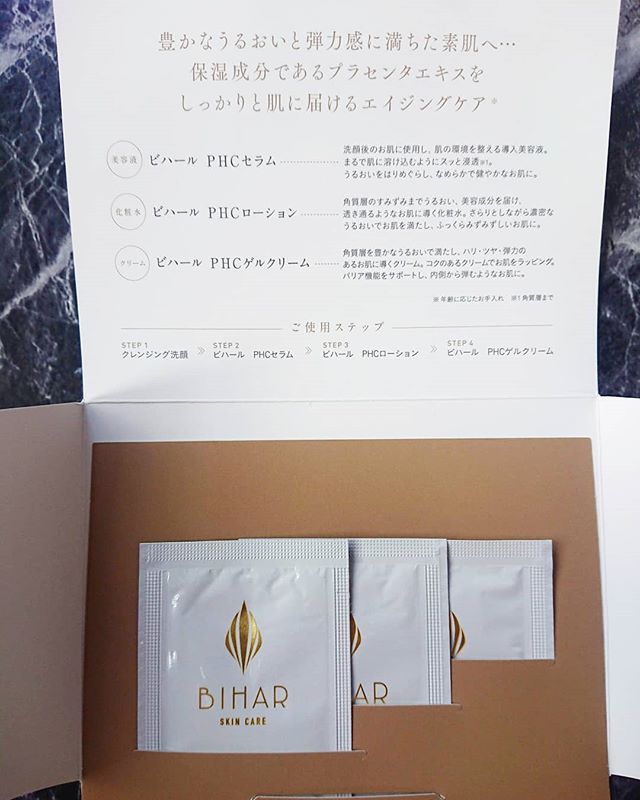 豊かなうるおいと弾力感に満ちた素肌へ…
保湿成分であるプラセンタエキスを
しっかりと肌に届けるエイジングケア※
美容液 ビハール PHCセラム
洗顔後のお肌に使用し、肌の環境を整える導入美容液。
まるで肌に溶け込むようにスッと浸透※1。
うるおいをはりめぐらし、なめらかで健やかなお肌に。
化粧水 ビハール PHCローション
角質層のすみずみまでうるおい、美容成分を届け、
透き通るようなお肌に導く化粧水。さらりとしながら濃密な
うるおいでお肌を満たし、ふっくらみずみずしいお肌に。
クリーム ビハール PHCゲルクリーム
角質層を豊かなうるおいで満たし、ハリ・ツヤ・弾力の
あるお肌に導くクリーム。コクのあるクリームでお肌をラッピング。
バリア機能をサポートし、内側から弾むようなお肌に。
※年齢に応じたお手入れ ※1 角質層まで
ご使用ステップ
STEP 1 STEP 2 STEP 3 STEP 4
クレンジング洗顔 » ビハール PHCセラム » ビハール PHCローション » ビハール PHCゲルクリーム
BIHAR
SKIN CARE
AR